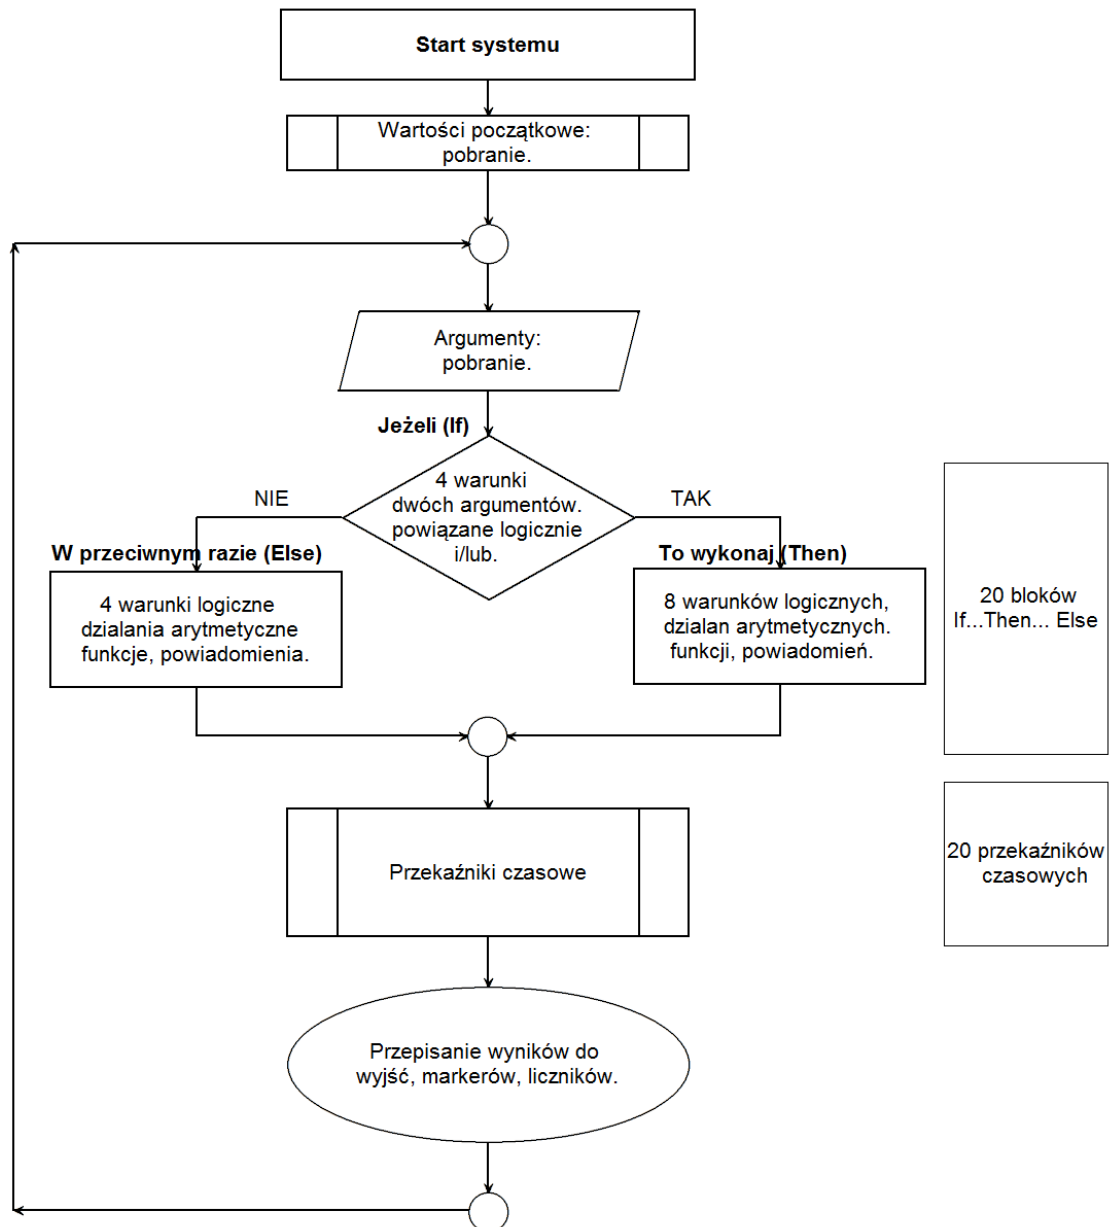 Start systemu
Wartości początkowe:
pobranie.
Argumenty:
pobranie.
Jeżeli (If)
4 warunki
dwóch argumentów.
powiązane logicznie
i/lub.
NIE
TAK
W przeciwnym razie (Else)
4 warunki logiczne
dzialania arytmetyczne
funkcje, powiadomienia.
To wykonaj (Then)
8 warunków logicznych,
dzialan arytmetycznych.
funkcji, powiadomień.
20 bloków
If...Then... Else
Przekaźniki czasowe
20 przekaźników
czasowych
Przepisanie wyników do
wyjść, markerów, liczników.